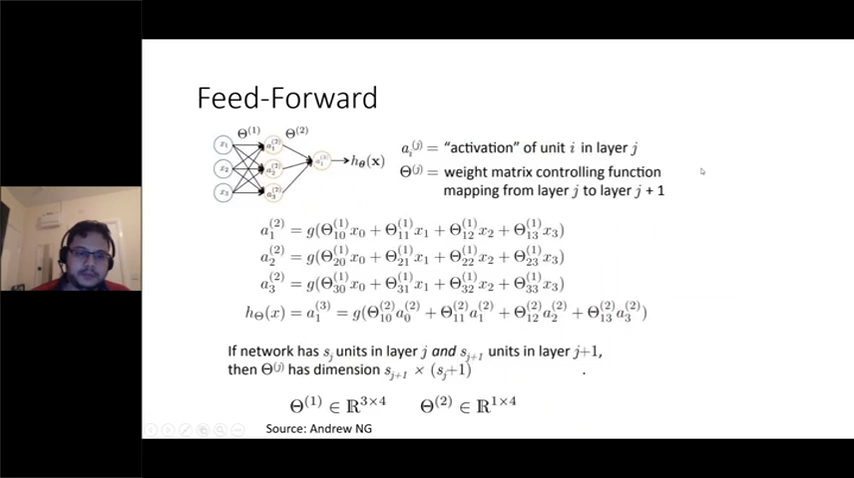 Feed-Forward
Θ⁽¹⁾ Θ⁽²⁾
x₁ a₁⁽²⁾
x₂ a₂⁽²⁾ a₁⁽³⁾ h_θ(x)
x₃ a₃⁽²⁾
aᵢ⁽ʲ⁾ = “activation” of unit i in layer j
Θ⁽ʲ⁾ = weight matrix controlling function
mapping from layer j to layer j + 1
a₁⁽²⁾ = g(Θ₁₀⁽¹⁾x₀ + Θ₁₁⁽¹⁾x₁ + Θ₁₂⁽¹⁾x₂ + Θ₁₃⁽¹⁾x₃)
a₂⁽²⁾ = g(Θ₂₀⁽¹⁾x₀ + Θ₂₁⁽¹⁾x₁ + Θ₂₂⁽¹⁾x₂ + Θ₂₃⁽¹⁾x₃)
a₃⁽²⁾ = g(Θ₃₀⁽¹⁾x₀ + Θ₃₁⁽¹⁾x₁ + Θ₃₂⁽¹⁾x₂ + Θ₃₃⁽¹⁾x₃)
h_Θ(x) = a₁⁽³⁾ = g(Θ₁₀⁽²⁾a₀⁽²⁾ + Θ₁₁⁽²⁾a₁⁽²⁾ + Θ₁₂⁽²⁾a₂⁽²⁾ + Θ₁₃⁽²⁾a₃⁽²⁾)
If network has sⱼ units in layer j and sⱼ₊₁ units in layer j+1,
then Θ⁽ʲ⁾ has dimension sⱼ₊₁ × (sⱼ+1) .
Θ⁽¹⁾ ∈ ℝ³ˣ⁴ Θ⁽²⁾ ∈ ℝ¹ˣ⁴
Source: Andrew NG